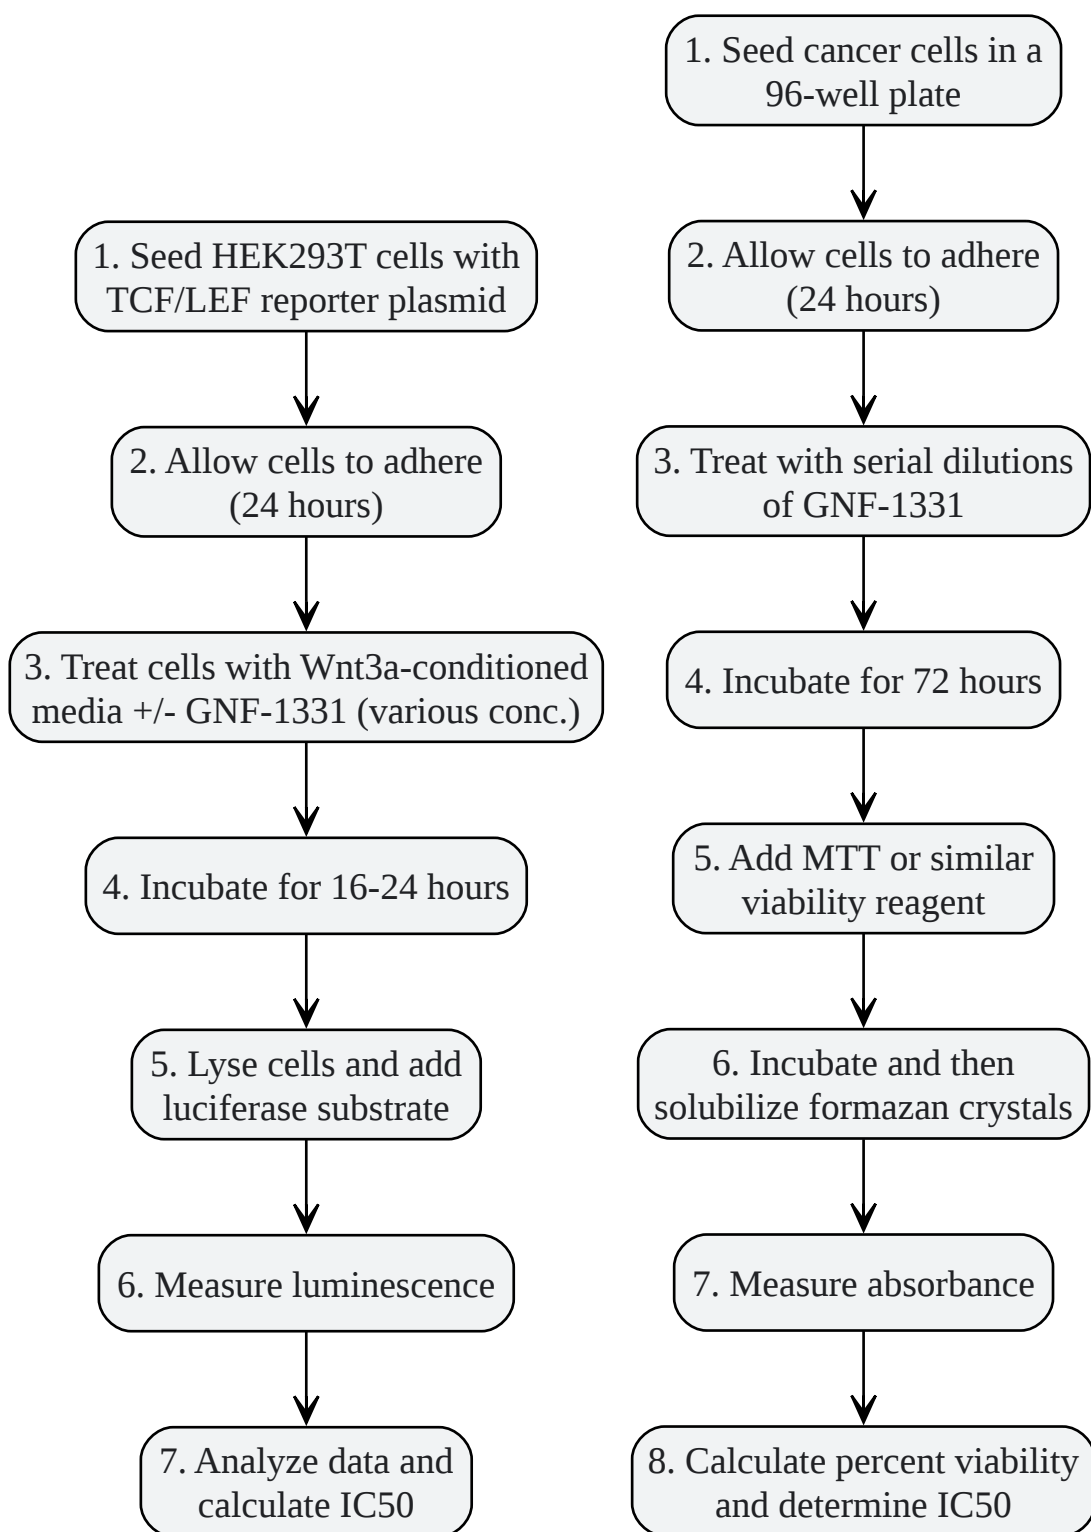 1. Seed HEK293T cells with
TCF/LEF reporter plasmid
2. Allow cells to adhere
(24 hours)
3. Treat cells with Wnt3a-conditioned
media +/- GNF-1331 (various conc.)
4. Incubate for 16-24 hours
5. Lyse cells and add
luciferase substrate
6. Measure luminescence
7. Analyze data and
calculate IC50
1. Seed cancer cells in a
96-well plate
2. Allow cells to adhere
(24 hours)
3. Treat with serial dilutions
of GNF-1331
4. Incubate for 72 hours
5. Add MTT or similar
viability reagent
6. Incubate and then
solubilize formazan crystals
7. Measure absorbance
8. Calculate percent viability
and determine IC50